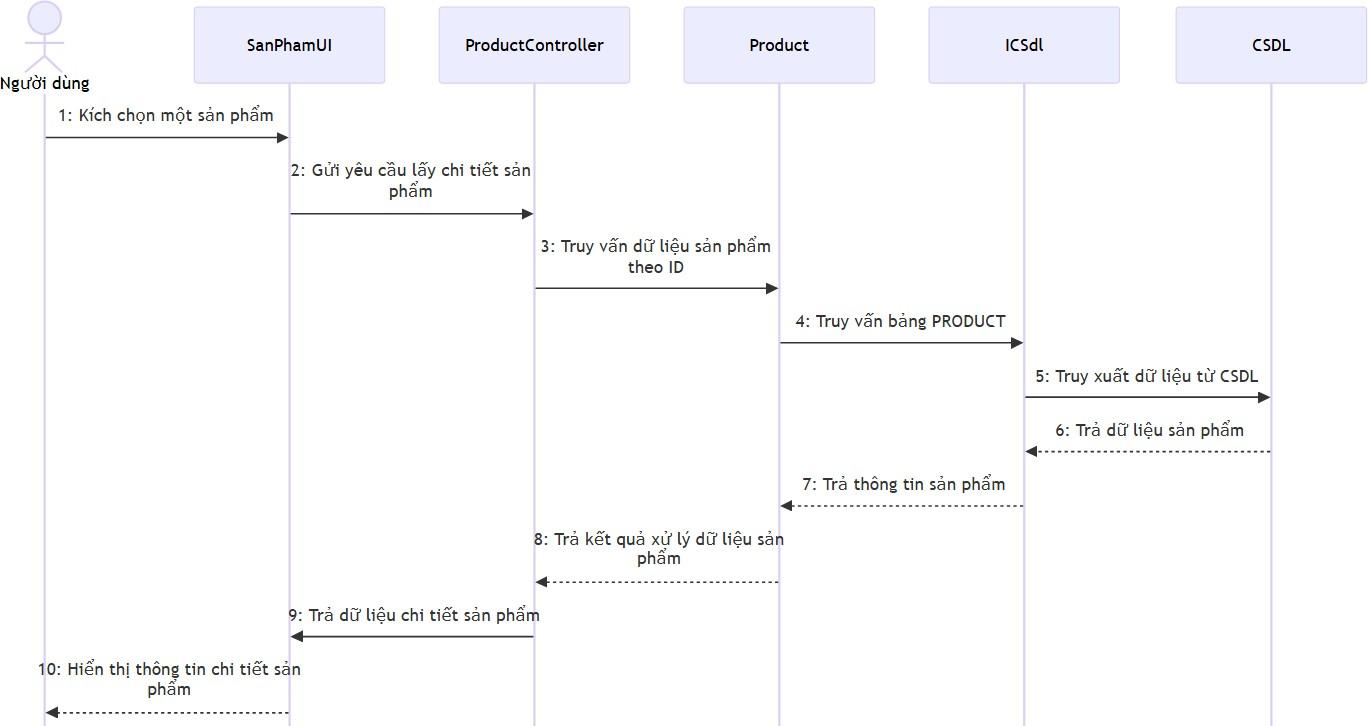 SanPhamUI
ProductController
Product
ICSdl
CSDL
Người dùng
1: Kích chọn một sản phẩm
2: Gửi yêu cầu lấy chi tiết sản
phẩm
3: Truy vấn dữ liệu sản phẩm
theo ID
4: Truy vấn bảng PRODUCT
5: Truy xuất dữ liệu từ CSDL
6: Trả dữ liệu sản phẩm
7: Trả thông tin sản phẩm
8: Trả kết quả xử lý dữ liệu sản
phẩm
9: Trả dữ liệu chi tiết sản phẩm
10: Hiển thị thông tin chi tiết sản
phẩm